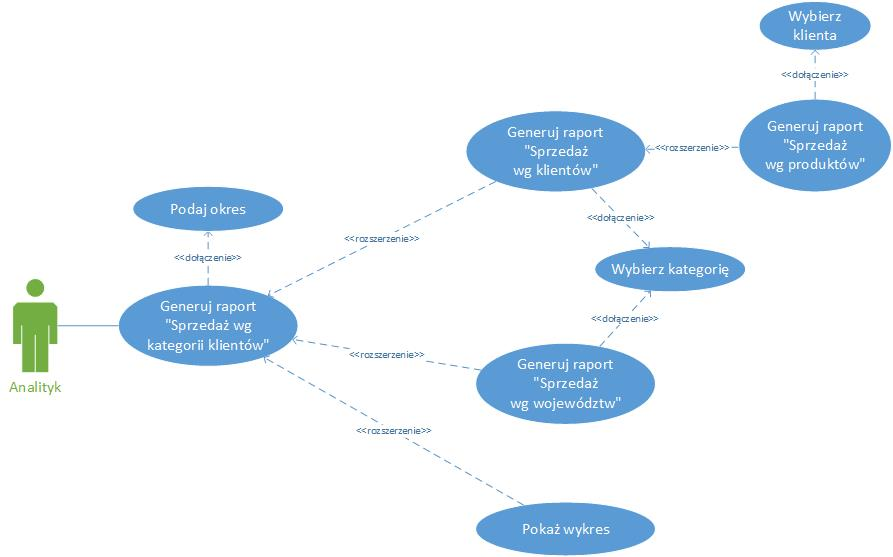 Wybierz
klienta
<<dołączenie>>
Generuj raport
"Sprzedaż
wg klientów"
<<rozszerzenie>>
Generuj raport
"Sprzedaż
wg produktów"
Podaj okres
<<dołączenie>>
<<rozszerzenie>>
<<dołączenie>>
Wybierz kategorię
Generuj raport
"Sprzedaż wg
kategorii klientów"
<<dołączenie>>
<<rozszerzenie>>
Generuj raport
"Sprzedaż
wg województw"
Analityk
<<rozszerzenie>>
Pokaż wykres